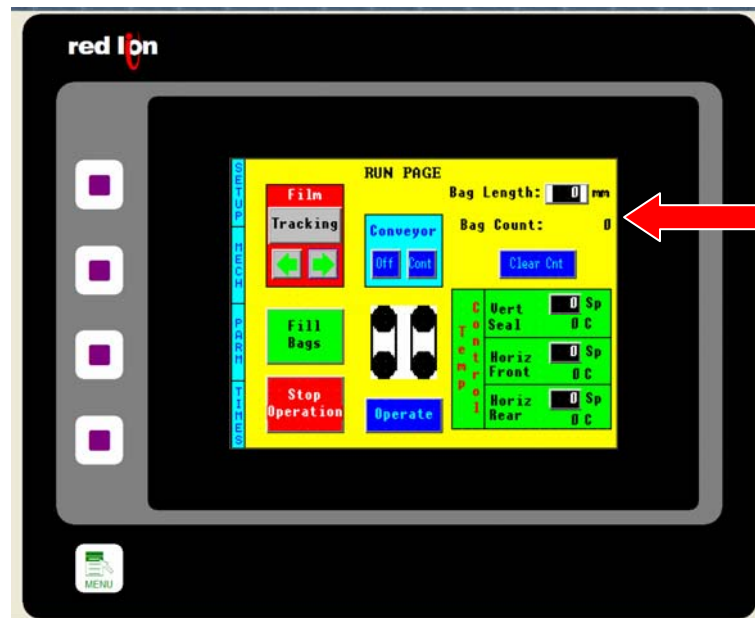 red lion
RUN PAGE
SETUP
MECH
PARM
TIMES
Film
Tracking
Conveyor
Off Cont
Bag Length: 0 mm
Bag Count: 0
Clear Cnt
Fill
Bags
Stop
Operation
Operate
Temp
Control
Vert
Seal
0 Sp
0 C
Horiz
Front
0 Sp
0 C
Horiz
Rear
0 Sp
0 C
MENU